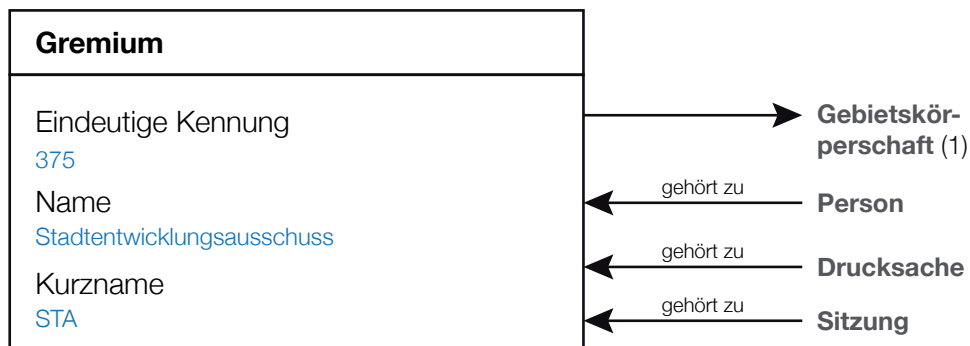 Gremium
Eindeutige Kennung
375
Name
Stadtentwicklungsausschuss
Kurzname
STA
Gebietskör-
perschaft (1)
gehört zu
Person
gehört zu
Drucksache
gehört zu
Sitzung